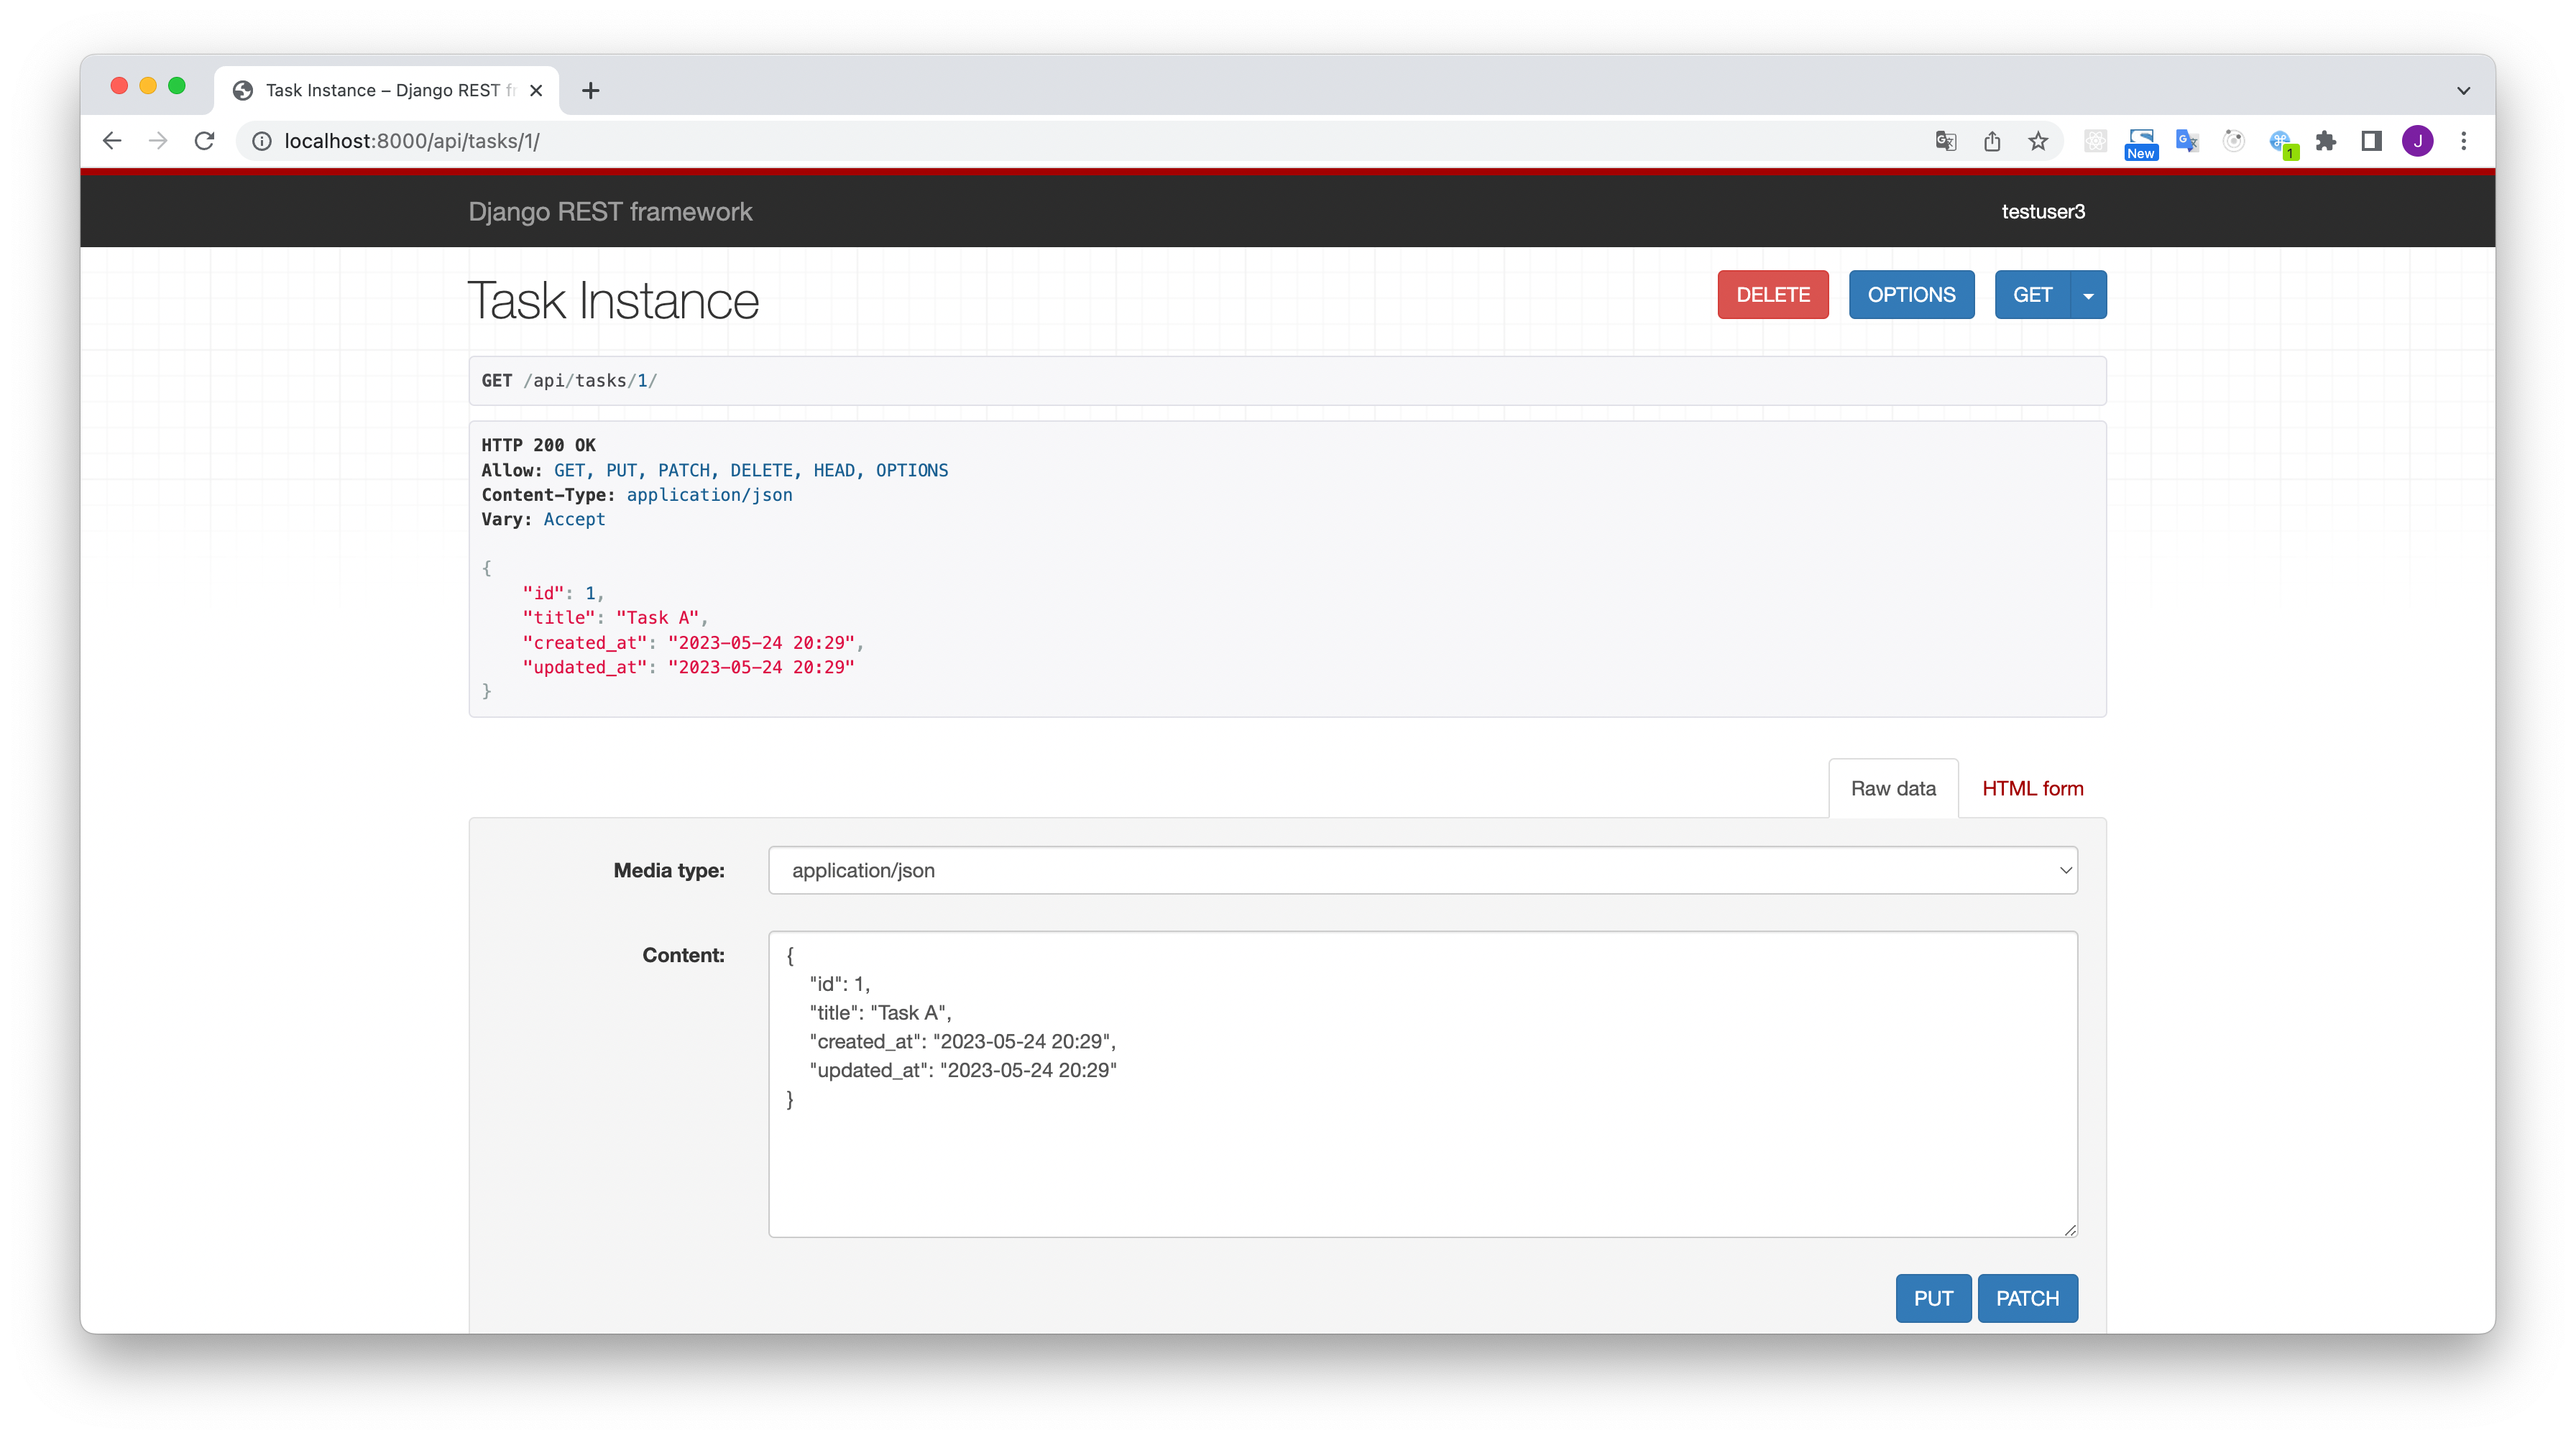 Task Instance – Django REST fr
localhost:8000/api/tasks/1/
New
1
J
Django REST framework
testuser3
Task Instance
DELETE
OPTIONS
GET
GET /api/tasks/1/
HTTP 200 OK
Allow: GET, PUT, PATCH, DELETE, HEAD, OPTIONS
Content-Type: application/json
Vary: Accept
{
    "id": 1,
    "title": "Task A",
    "created_at": "2023-05-24 20:29",
    "updated_at": "2023-05-24 20:29"
}
Raw data
HTML form
Media type:
application/json
Content:
{
    "id": 1,
    "title": "Task A",
    "created_at": "2023-05-24 20:29",
    "updated_at": "2023-05-24 20:29"
}
PUT
PATCH